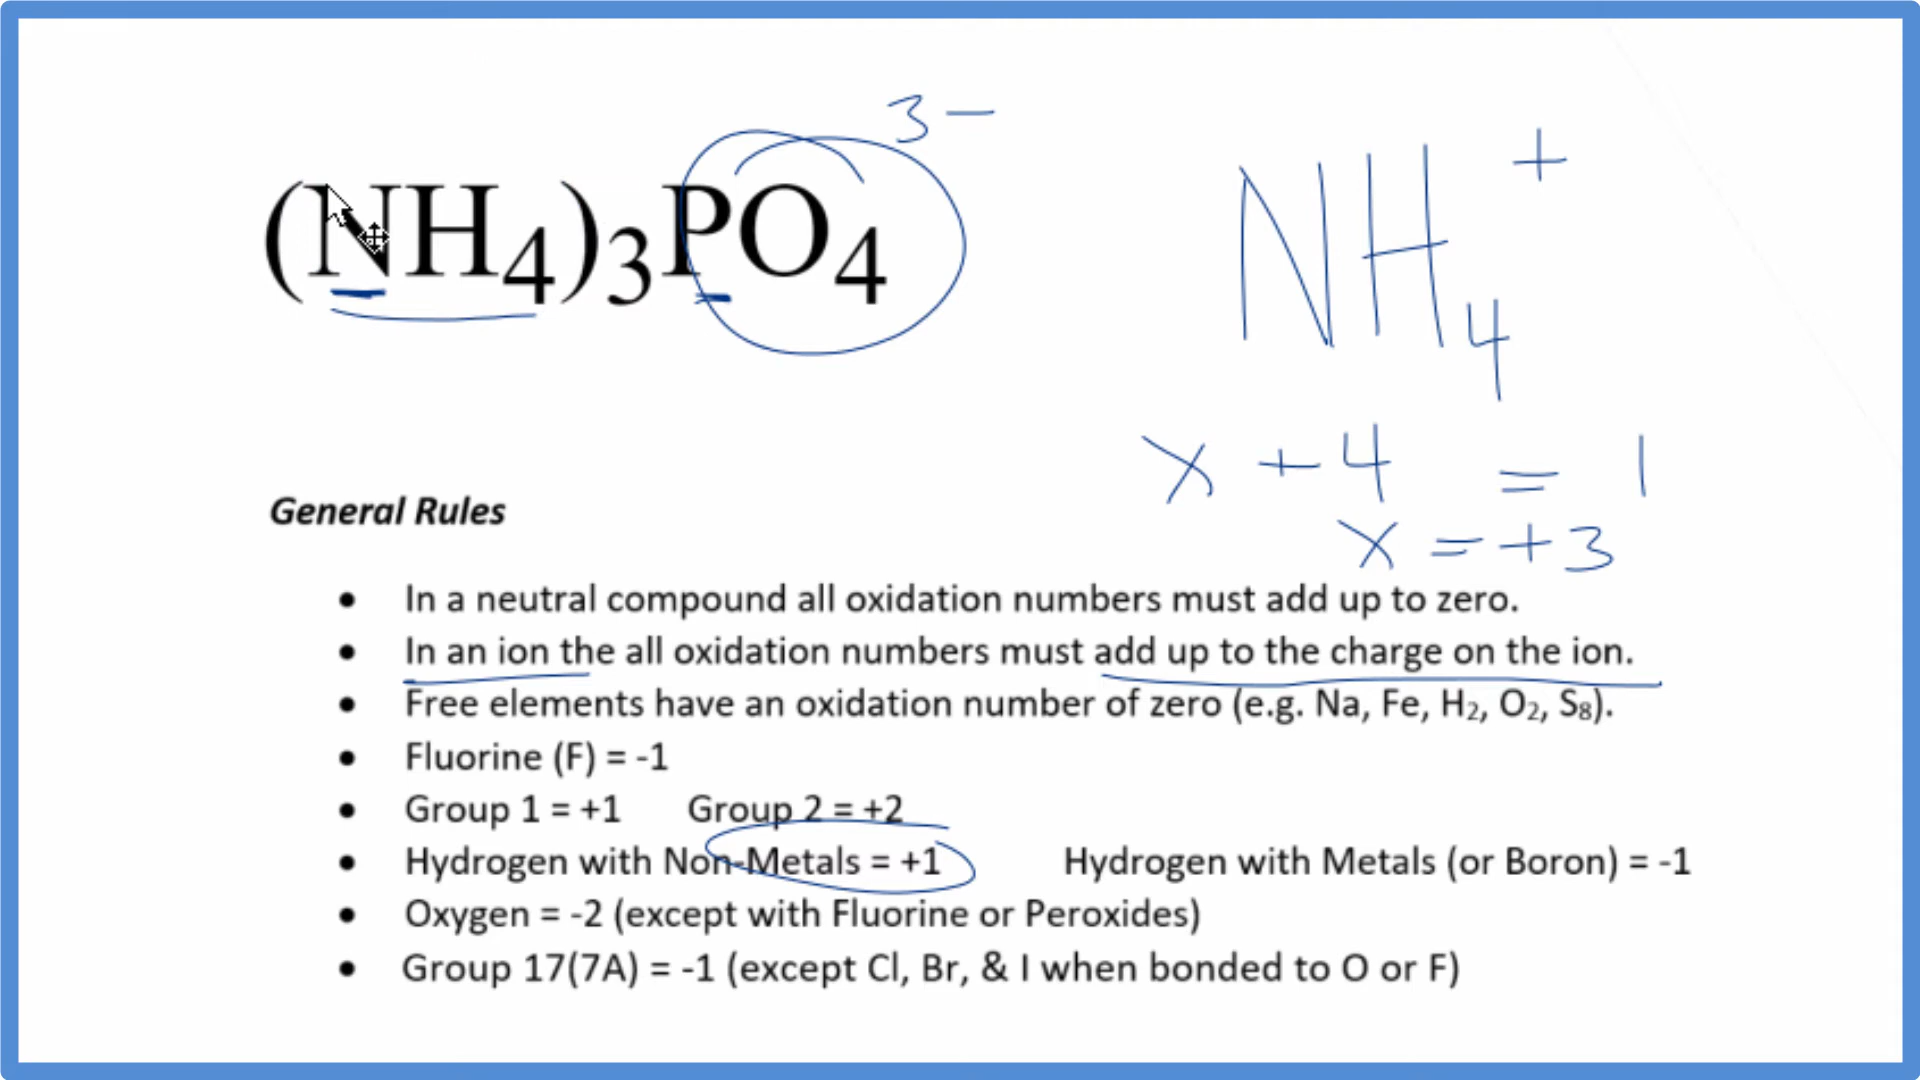 3 −
(NH4)3PO4
NH4 +
x + 4 = 1
x = + 3
General Rules
• In a neutral compound all oxidation numbers must add up to zero.
• In an ion the all oxidation numbers must add up to the charge on the ion.
• Free elements have an oxidation number of zero (e.g. Na, Fe, H2, O2, S8).
• Fluorine (F) = -1
• Group 1 = +1 Group 2 = +2
• Hydrogen with Non-Metals = +1 Hydrogen with Metals (or Boron) = -1
• Oxygen = -2 (except with Fluorine or Peroxides)
• Group 17(7A) = -1 (except Cl, Br, & I when bonded to O or F)